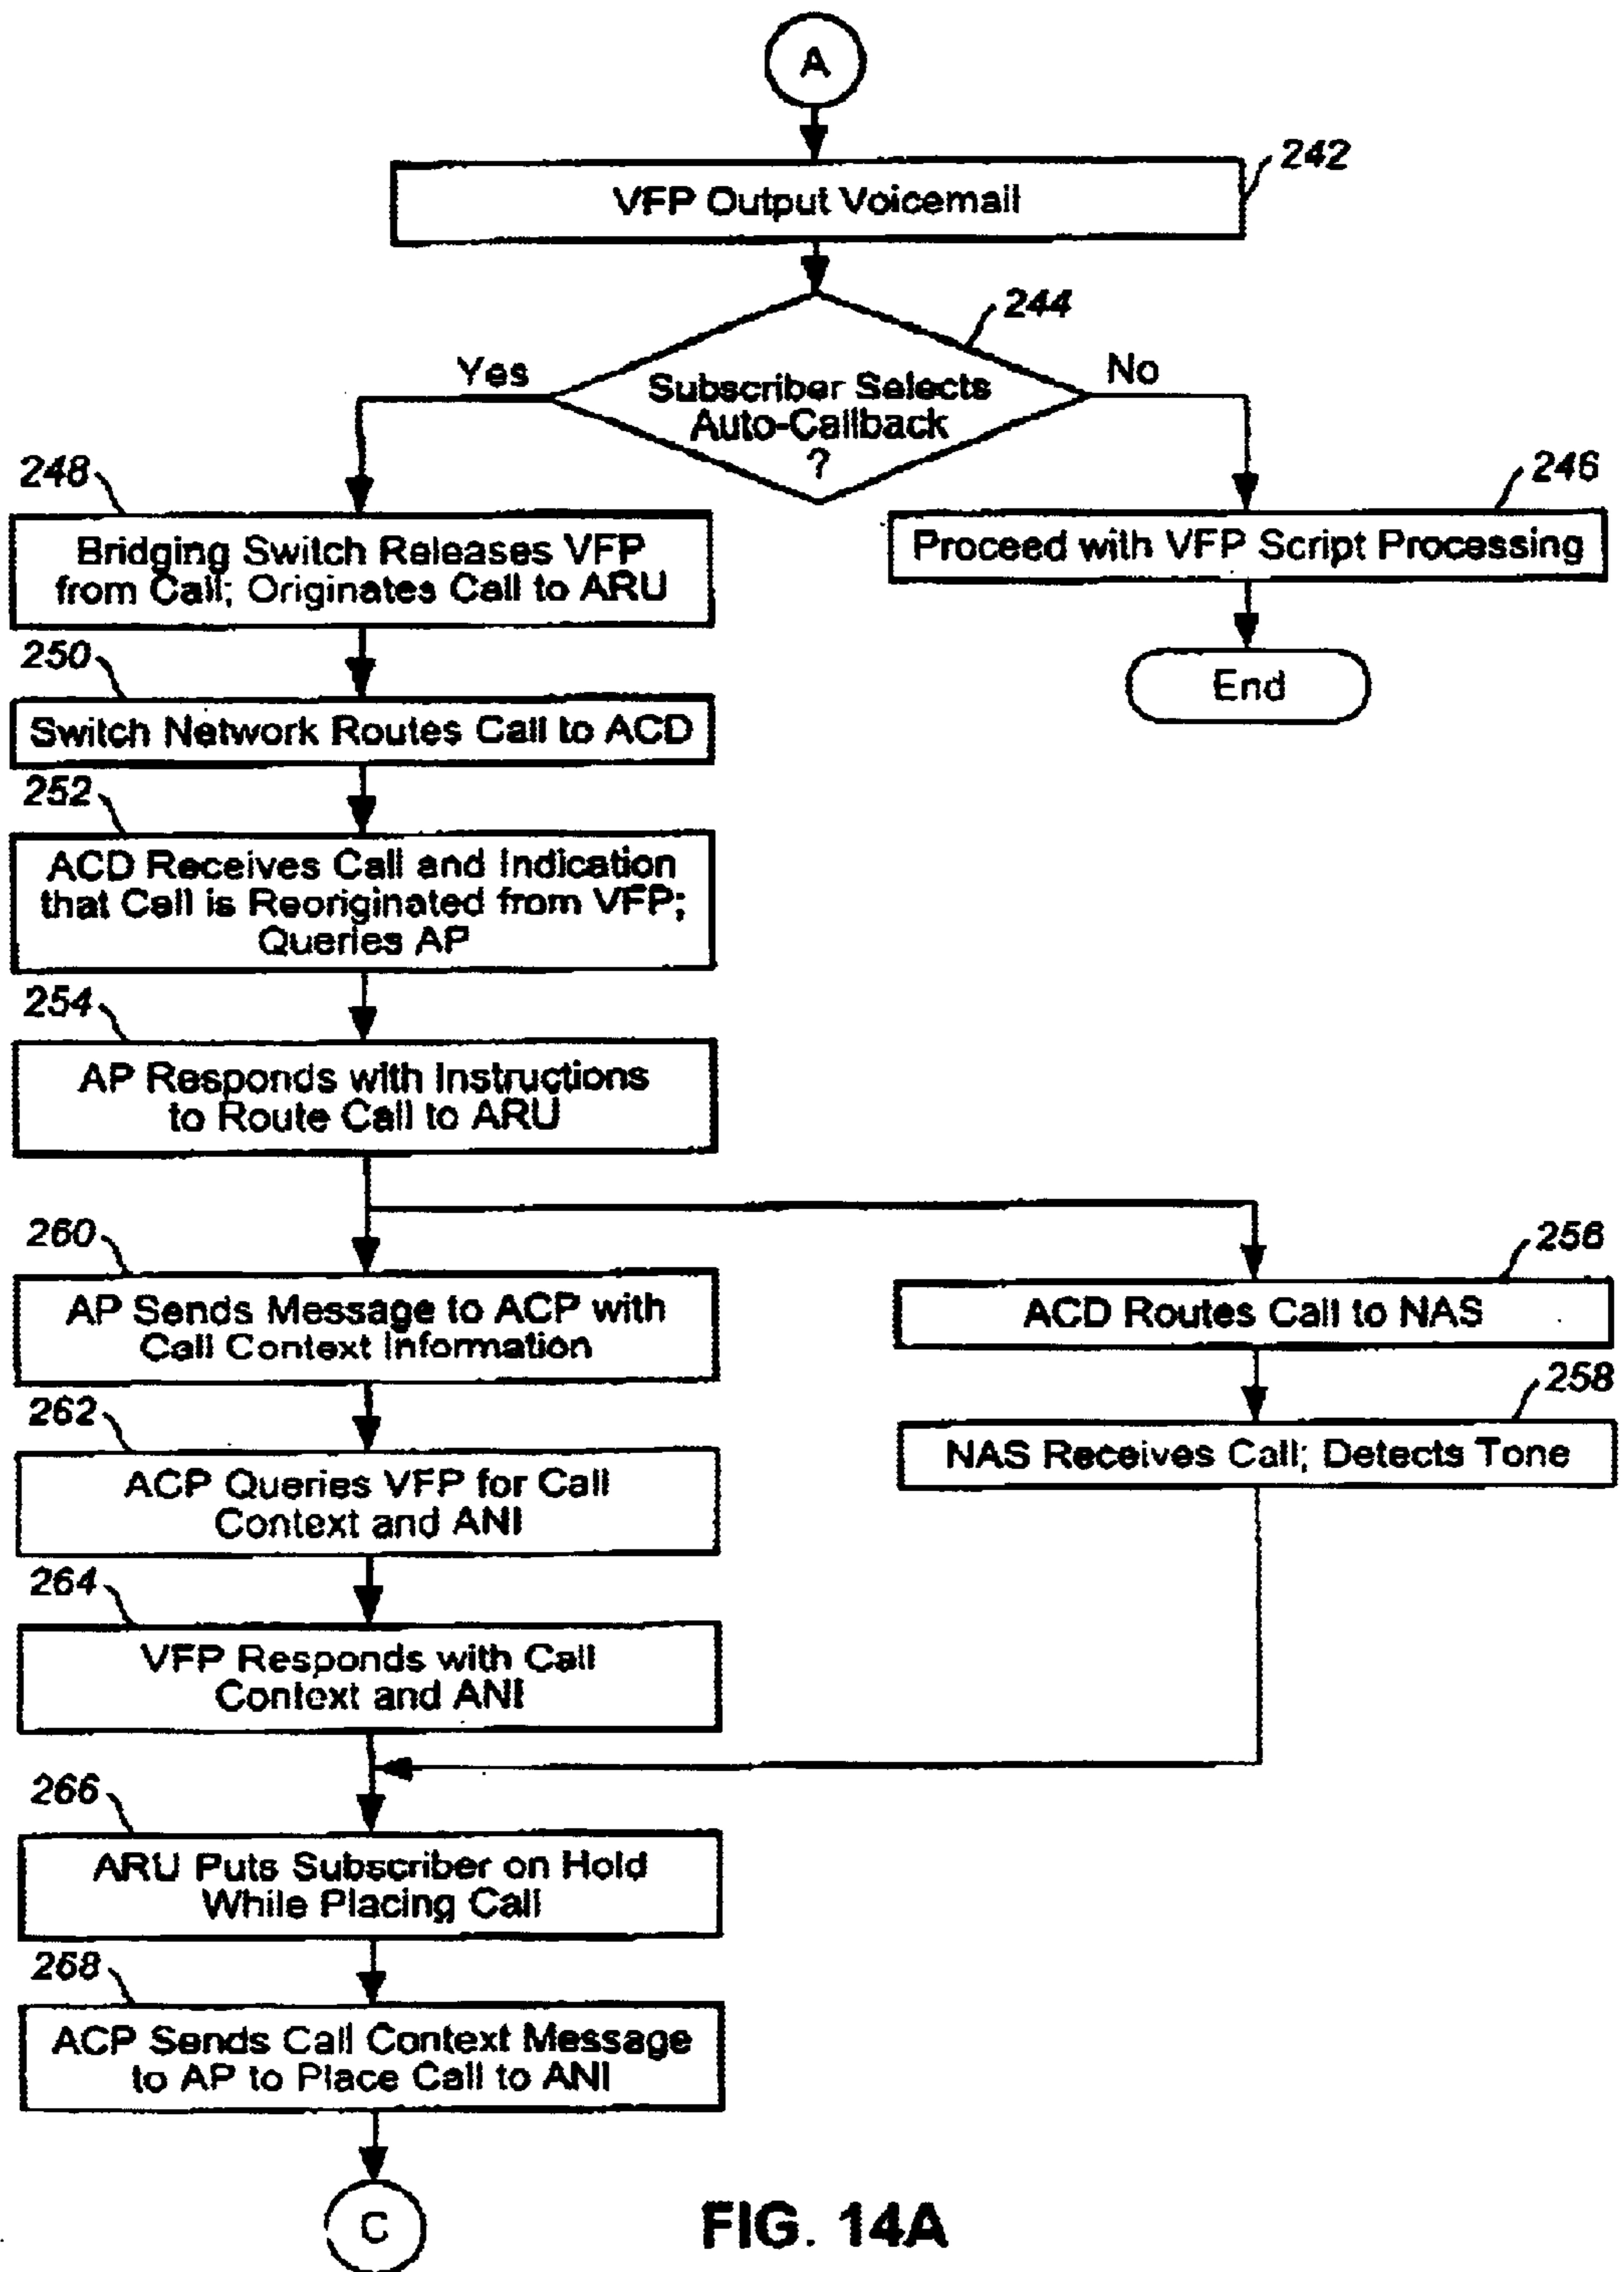 A
242
VFP Output Voicemail
244
Yes
No
Subscriber Selects
Auto-Callback
?
248
246
Bridging Switch Releases VFP
from Call; Originates Call to ARU
Proceed with VFP Script Processing
250
End
Switch Network Routes Call to ACD
252
ACD Receives Call and Indication
that Call is Reoriginated from VFP;
Queries AP
254
AP Responds with Instructions
to Route Call to ARU
260
256
AP Sends Message to ACP with
Call Context Information
ACD Routes Call to NAS
258
262
NAS Receives Call; Detects Tone
ACP Queries VFP for Call
Context and ANI
264
VFP Responds with Call
Context and ANI
266
ARU Puts Subscriber on Hold
While Placing Call
268
ACP Sends Call Context Message
to AP to Place Call to ANI
C
FIG. 14A